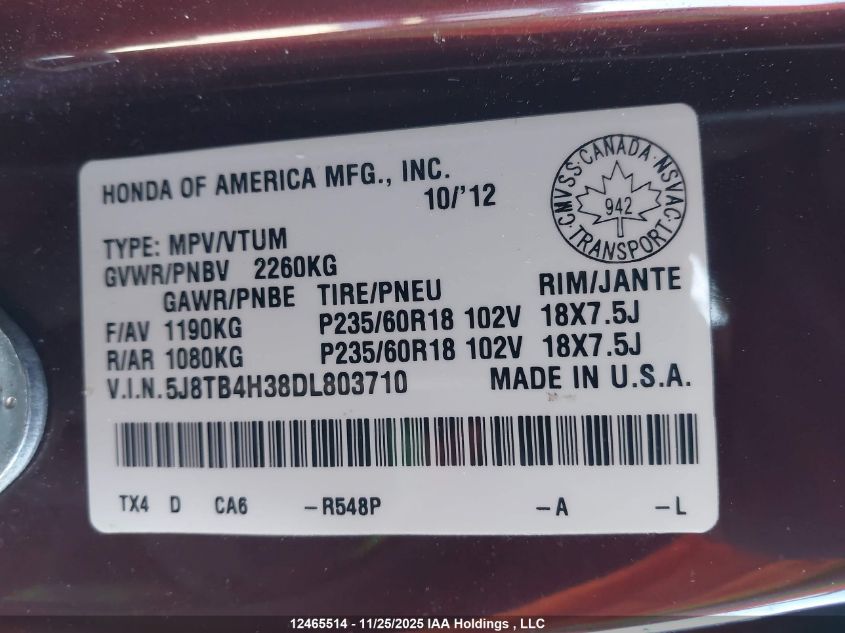 HONDA OF AMERICA MFG., INC.
10/'12
CMVSS · CANADA · NSVAC
942
TRANSPORT
TYPE: MPV/VTUM
GVWR/PNBV 2260KG
GAWR/PNBE TIRE/PNEU RIM/JANTE
F/AV 1190KG P235/60R18 102V 18X7.5J
R/AR 1080KG P235/60R18 102V 18X7.5J
V.I.N.5J8TB4H38DL803710 MADE IN U.S.A.
TX4 D CA6 –R548P –A –L
12465514 - 11/25/2025 IAA Holdings , LLC